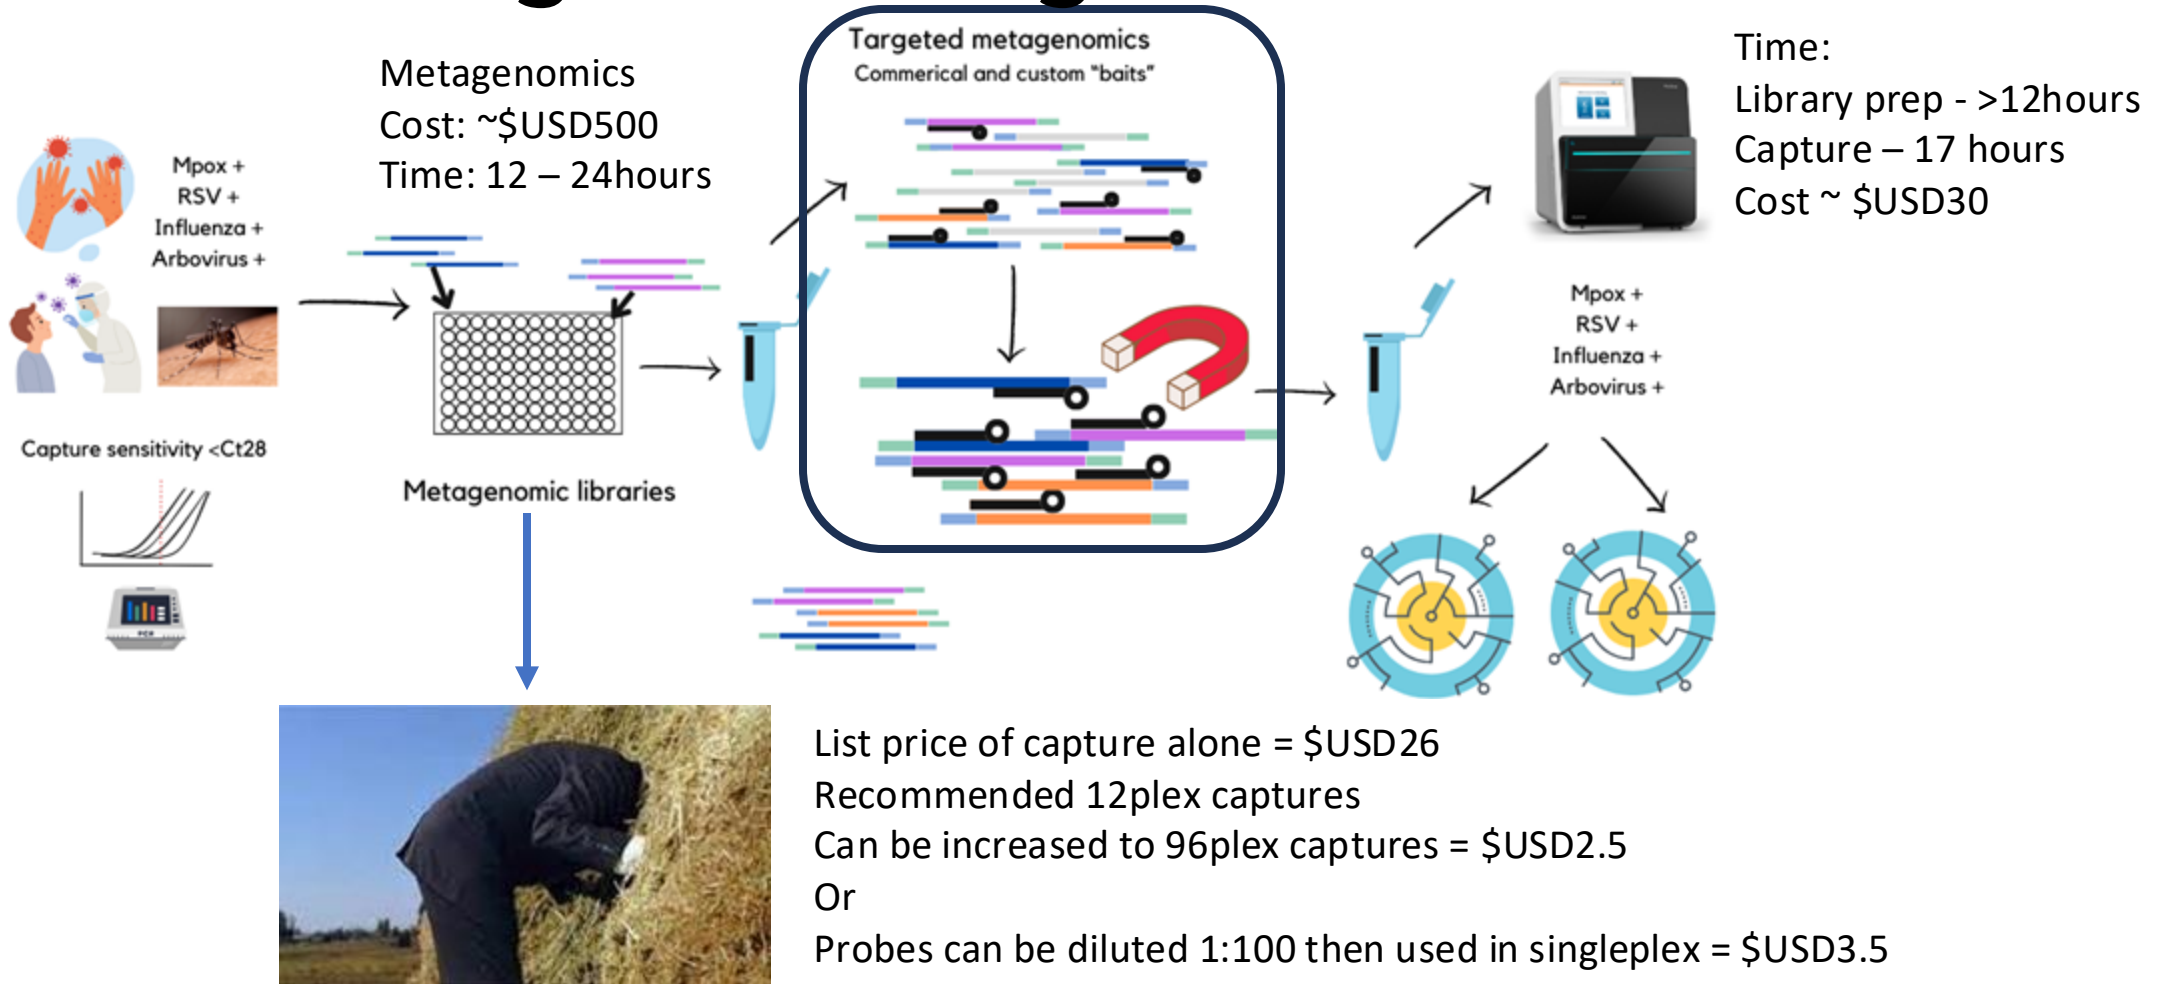 Metagenomics
Cost: ~$USD500
Time: 12 – 24hours
Mpox +
RSV +
Influenza +
Arbovirus +
Capture sensitivity <Ct28
Metagenomic libraries
Targeted metagenomics
Commerical and custom "baits"
Time:
Library prep - >12hours
Capture – 17 hours
Cost ~ $USD30
Mpox +
RSV +
Influenza +
Arbovirus +
List price of capture alone = $USD26
Recommended 12plex captures
Can be increased to 96plex captures = $USD2.5
Or
Probes can be diluted 1:100 then used in singleplex = $USD3.5